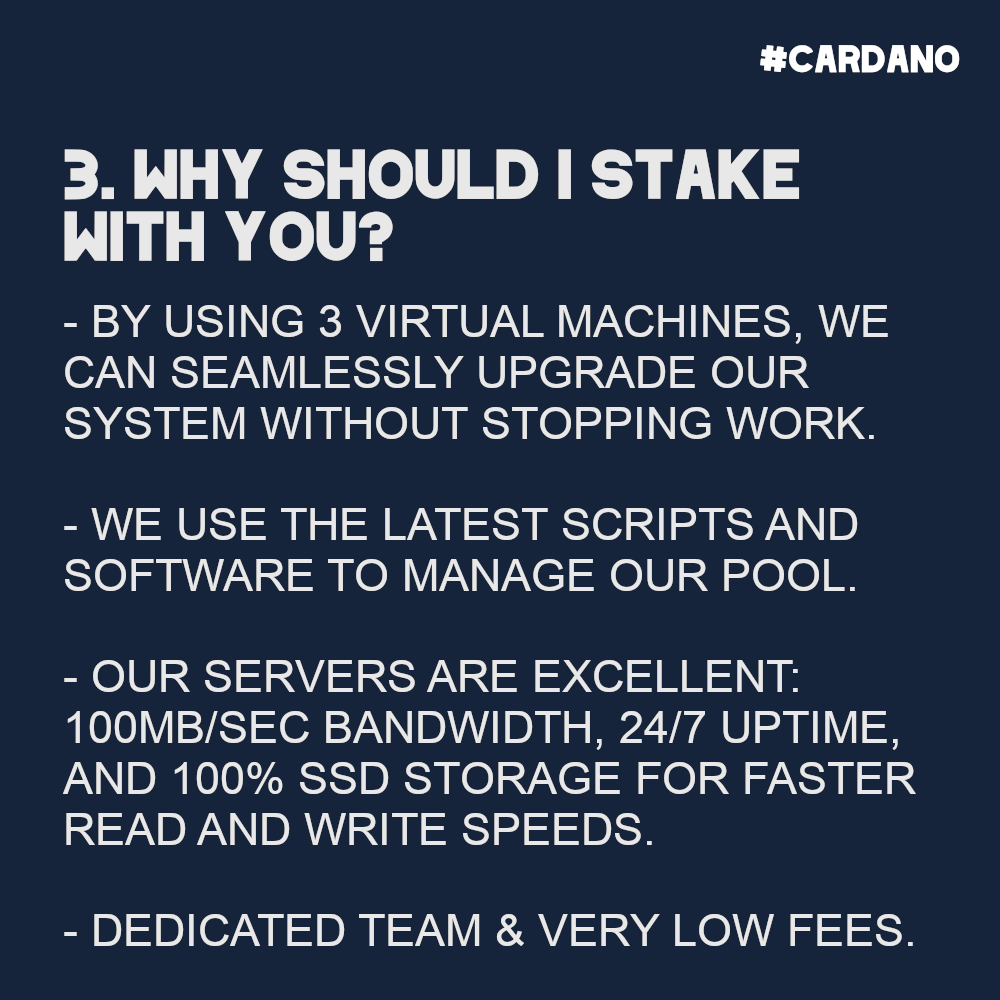 #CARDANO
3. WHY SHOULD I STAKE
WITH YOU?
- BY USING 3 VIRTUAL MACHINES, WE
CAN SEAMLESSLY UPGRADE OUR
SYSTEM WITHOUT STOPPING WORK.
- WE USE THE LATEST SCRIPTS AND
SOFTWARE TO MANAGE OUR POOL.
- OUR SERVERS ARE EXCELLENT:
100MB/SEC BANDWIDTH, 24/7 UPTIME,
AND 100% SSD STORAGE FOR FASTER
READ AND WRITE SPEEDS.
- DEDICATED TEAM & VERY LOW FEES.